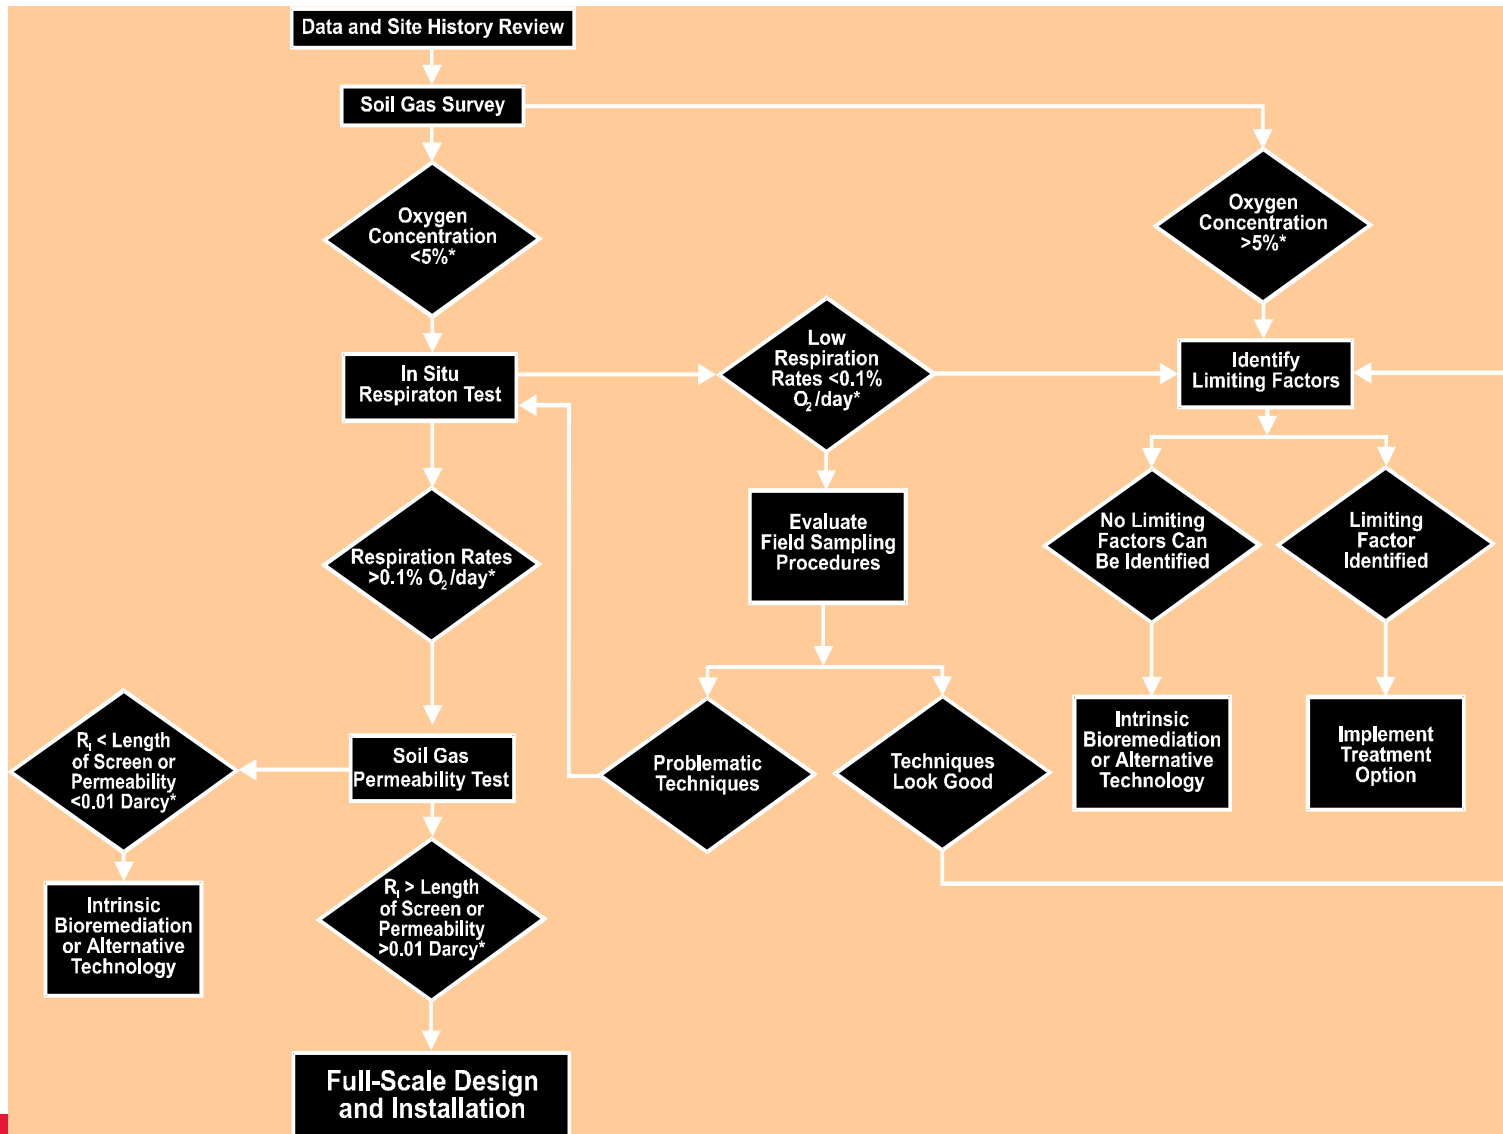 Data and Site History Review
Soil Gas Survey
Oxygen
Concentration
<5%*
Oxygen
Concentration
>5%*
In Situ
Respiraton Test
Low
Respiration
Rates <0.1%
O₂/day*
Identify
Limiting Factors
Respiration Rates
>0.1% O₂/day*
Evaluate
Field Sampling
Procedures
No Limiting
Factors Can
Be Identified
Limiting
Factor
Identified
R_I < Length
of Screen or
Permeability
<0.01 Darcy*
Soil Gas
Permeability Test
Problematic
Techniques
Techniques
Look Good
Intrinsic
Bioremediation
or Alternative
Technology
Implement
Treatment
Option
Intrinsic
Bioremediation
or Alternative
Technology
R_I > Length
of Screen or
Permeability
>0.01 Darcy*
Full-Scale Design
and Installation